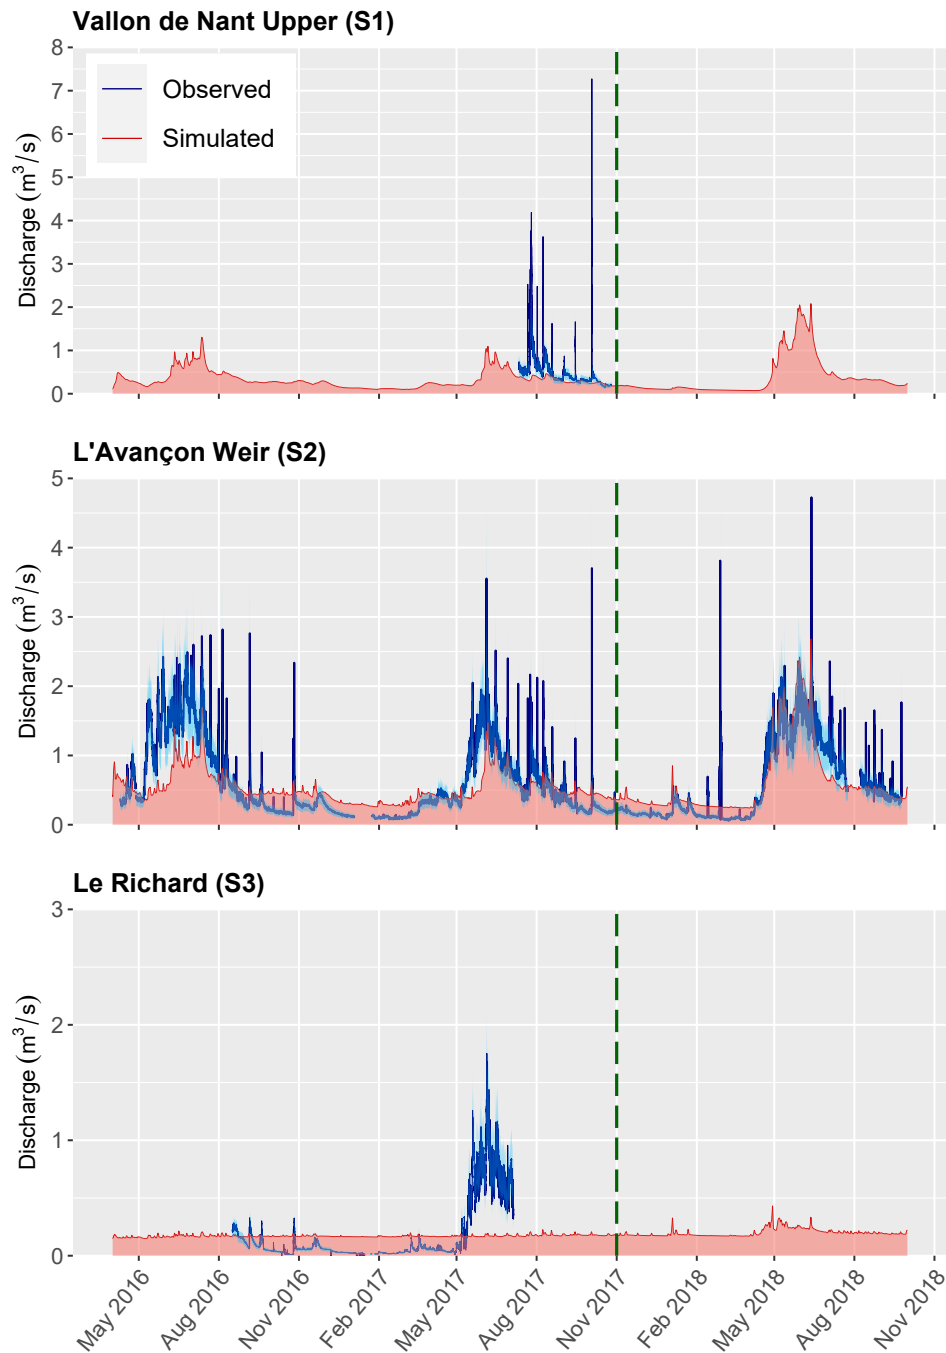 Vallon de Nant Upper (S1)
Discharge (m³/s)
8
7
6
5
4
3
2
1
0
Observed
Simulated
L'Avançon Weir (S2)
Discharge (m³/s)
5
4
3
2
1
0
Le Richard (S3)
Discharge (m³/s)
3
2
1
0
May 2016
Aug 2016
Nov 2016
Feb 2017
May 2017
Aug 2017
Nov 2017
Feb 2018
May 2018
Aug 2018
Nov 2018